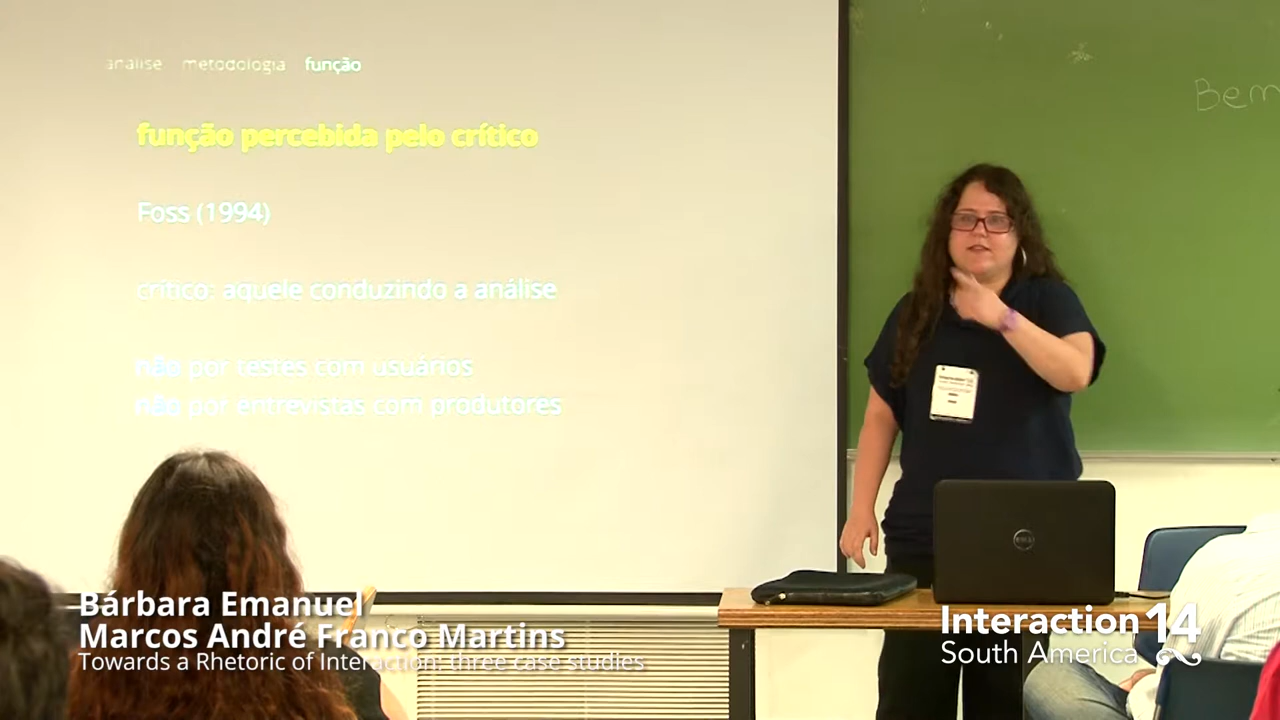 análise metodologia função
função percebida pelo crítico
Foss (1994)
crítico: aquele conduzindo a análise
não por testes com usuários
não por entrevistas com produtores
Bem
DELL
Bárbara Emanuel
Marcos André Franco Martins
Towards a Rhetoric of Interaction: three case studies
Interaction 14
South America